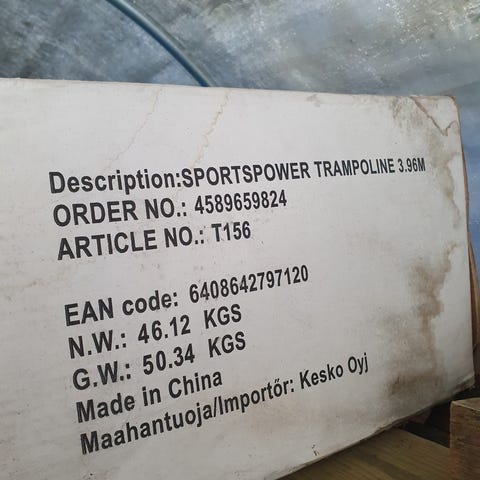 Description:SPORTSPOWER TRAMPOLINE 3.96M
ORDER NO.: 4589659824
ARTICLE NO.: T156
EAN code: 6408642797120
N.W.: 46.12 KGS
G.W.: 50.34 KGS
Made in China
Maahantuoja/Importőr: Kesko Oyj